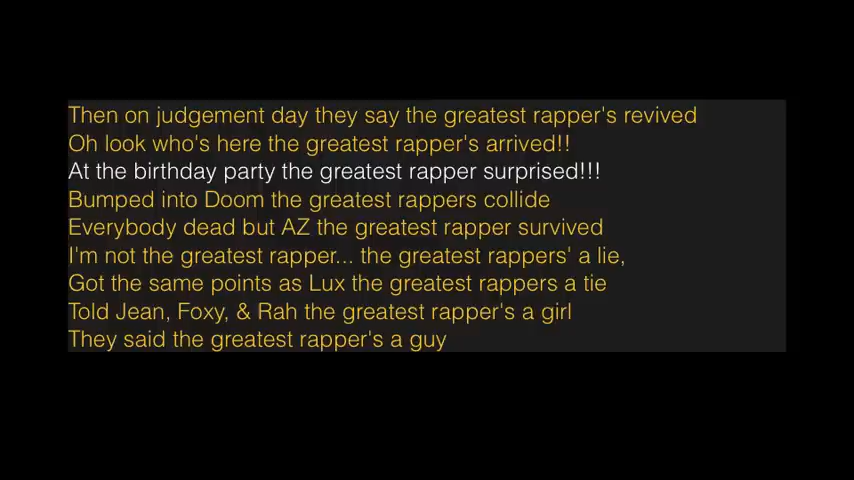 Then on judgement day they say the greatest rapper's revived
Oh look who's here the greatest rapper's arrived!!
At the birthday party the greatest rapper surprised!!!
Bumped into Doom the greatest rappers collide
Everybody dead but AZ the greatest rapper survived
I'm not the greatest rapper... the greatest rappers' a lie,
Got the same points as Lux the greatest rappers a tie
Told Jean, Foxy, & Rah the greatest rapper's a girl
They said the greatest rapper's a guy